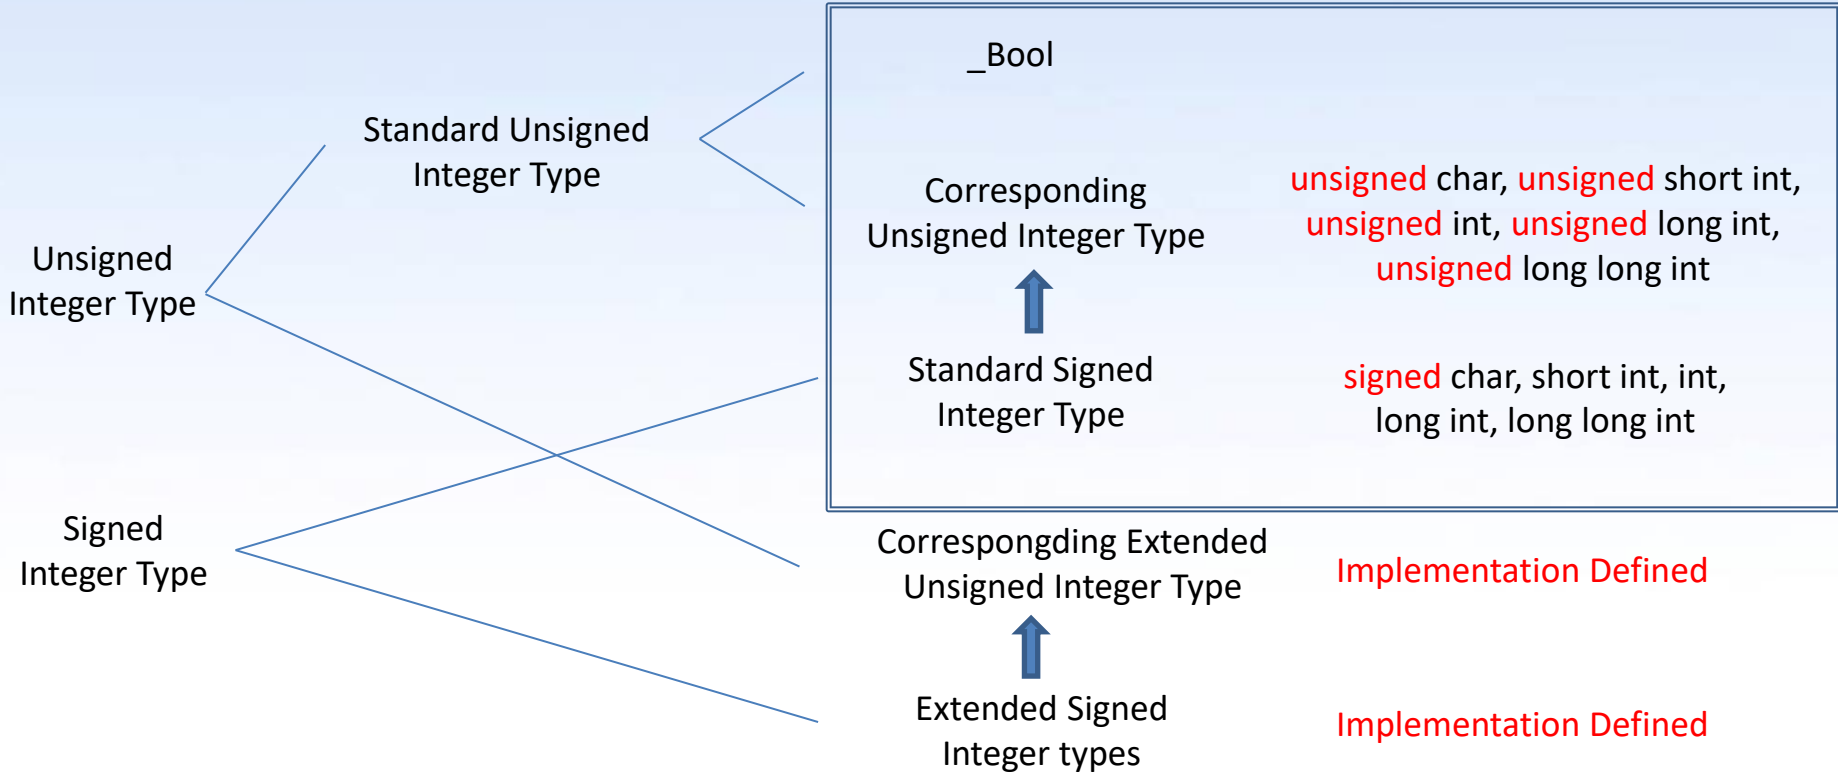 _Bool
Standard Unsigned
Integer Type
Corresponding
Unsigned Integer Type
unsigned char, unsigned short int,
unsigned int, unsigned long int,
unsigned long long int
Unsigned
Integer Type
Standard Signed
Integer Type
signed char, short int, int,
long int, long long int
Signed
Integer Type
Correspongding Extended
Unsigned Integer Type
Implementation Defined
Extended Signed
Integer types
Implementation Defined